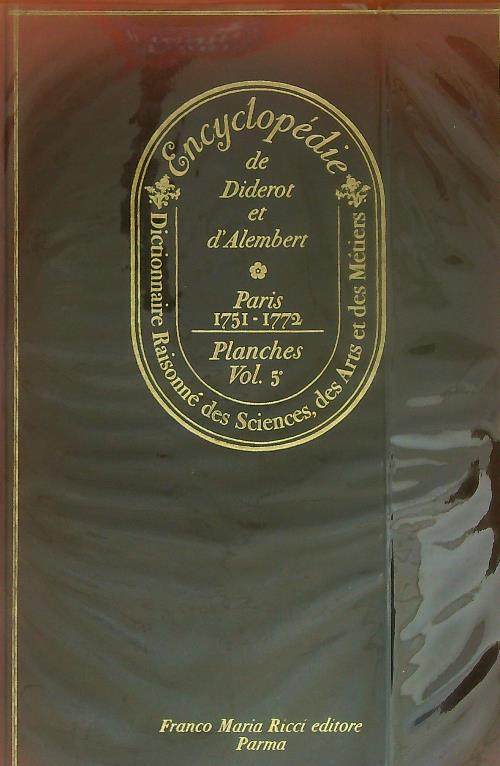 Encyclopédie
de
Diderot
et
d'Alembert
Paris
1751-1772
Planches
Vol. 5º
Dictionnaire Raisonné des Sciences, des Arts et des Métiers
Franco Maria Ricci editore
Parma